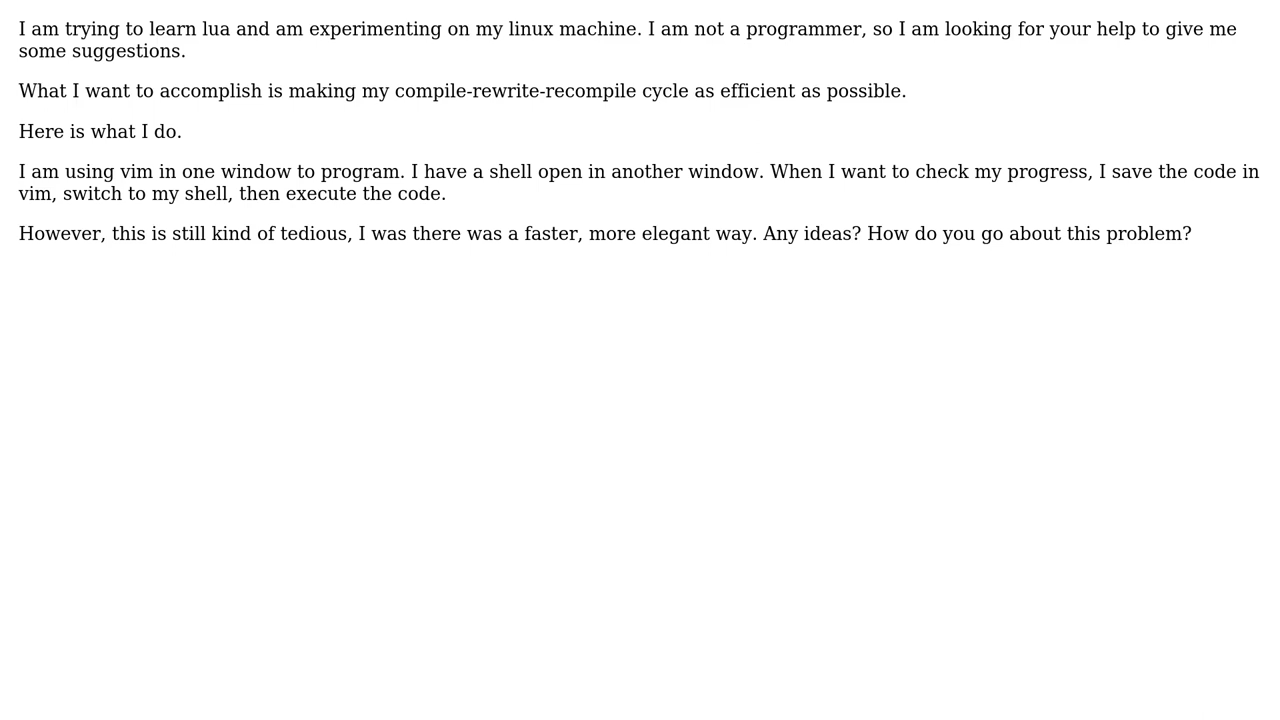 I am trying to learn lua and am experimenting on my linux machine. I am not a programmer, so I am looking for your help to give me
some suggestions.
What I want to accomplish is making my compile-rewrite-recompile cycle as efficient as possible.
Here is what I do.
I am using vim in one window to program. I have a shell open in another window. When I want to check my progress, I save the code in
vim, switch to my shell, then execute the code.
However, this is still kind of tedious, I was there was a faster, more elegant way. Any ideas? How do you go about this problem?